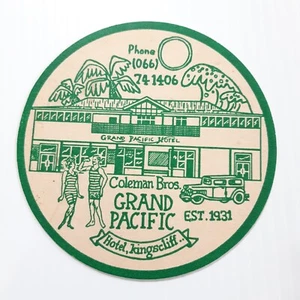 Phone
(066)
74 1406
GRAND PACIFIC HOTEL
Coleman Bros.
GRAND
PACIFIC
EST. 1931
Hotel, Kingscliff..